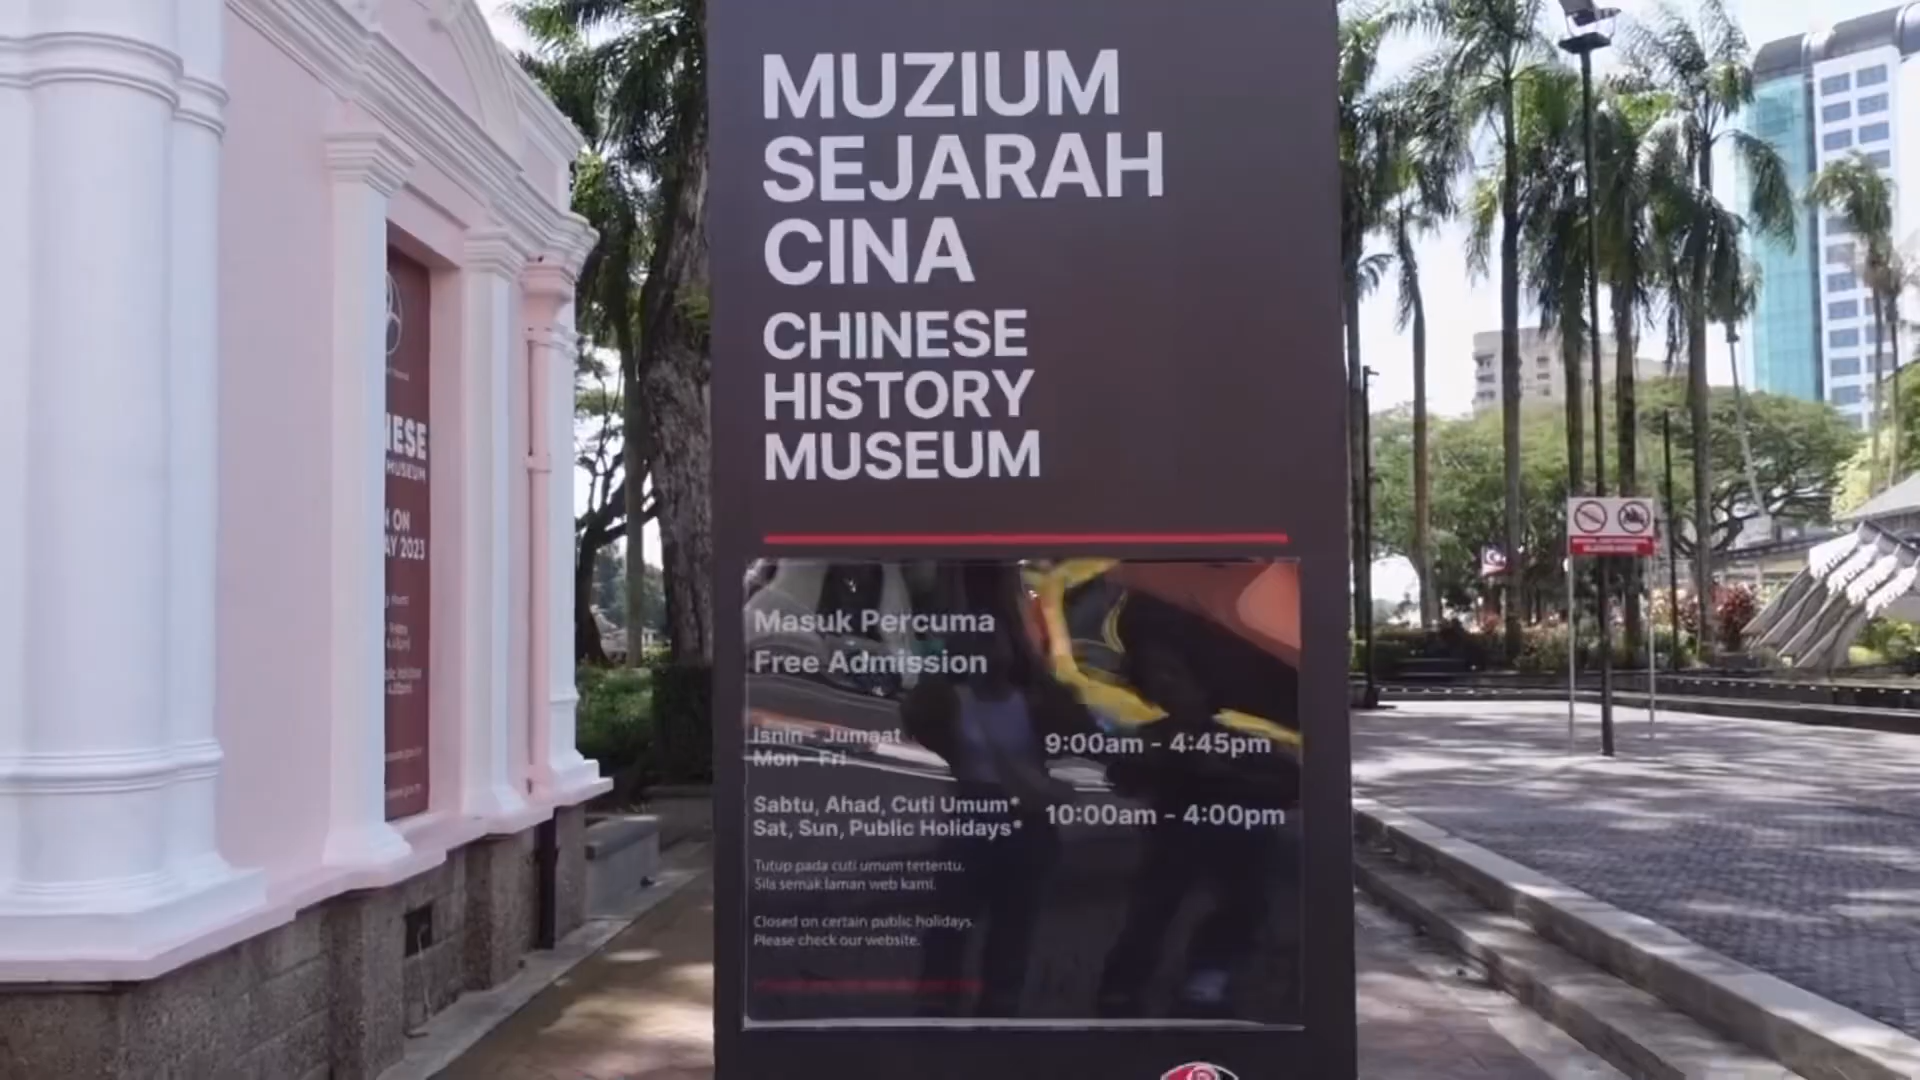 MUZIUM
SEJARAH
CINA
CHINESE
HISTORY
MUSEUM
Masuk Percuma
Free Admission
Isnin - Jumaat
Mon - Fri
9:00am - 4:45pm
Sabtu, Ahad, Cuti Umum*
Sat, Sun, Public Holidays*
10:00am - 4:00pm
Tutup pada cuti umum tertentu.
Sila semak laman web kami.
Closed on certain public holidays.
Please check our website.
NESE
MUSEUM
N ON
AY 2023